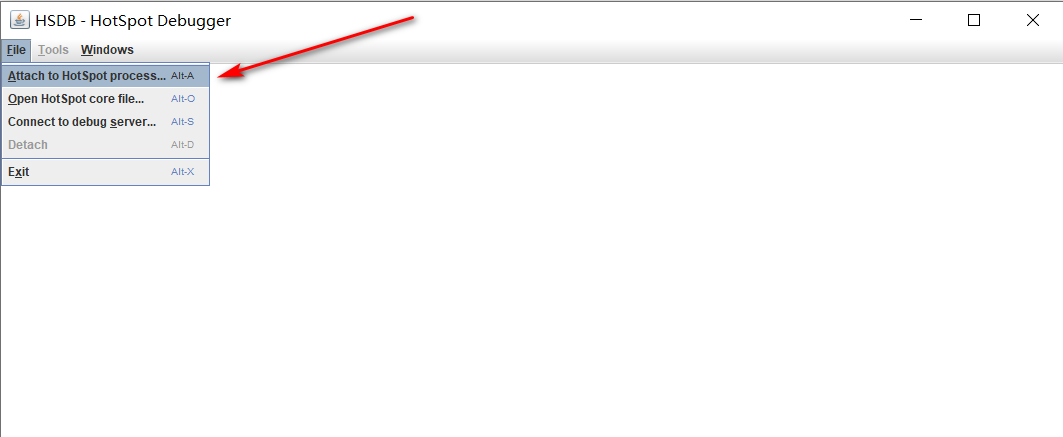 HSDB - HotSpot Debugger
File Tools Windows
Attach to HotSpot process... Alt-A
Open HotSpot core file... Alt-O
Connect to debug server... Alt-S
Detach Alt-D
Exit Alt-X